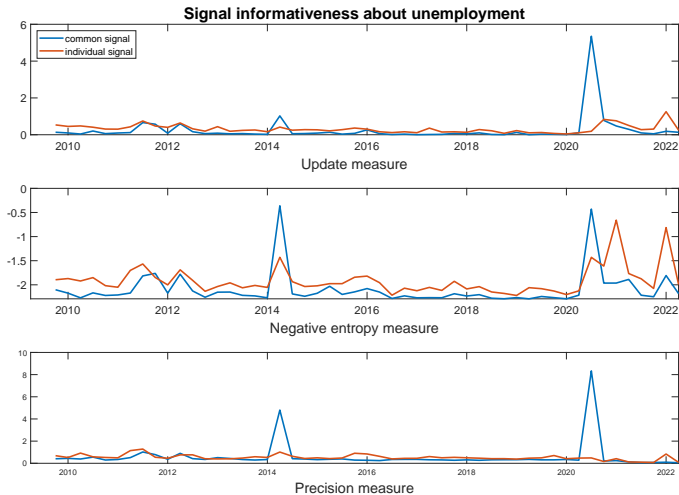 Signal informativeness about unemployment
6
common signal
individual signal
4
2
0
2010 2012 2014 2016 2018 2020 2022
Update measure
0
-0.5
-1
-1.5
-2
2010 2012 2014 2016 2018 2020 2022
Negative entropy measure
10
8
6
4
2
0
2010 2012 2014 2016 2018 2020 2022
Precision measure